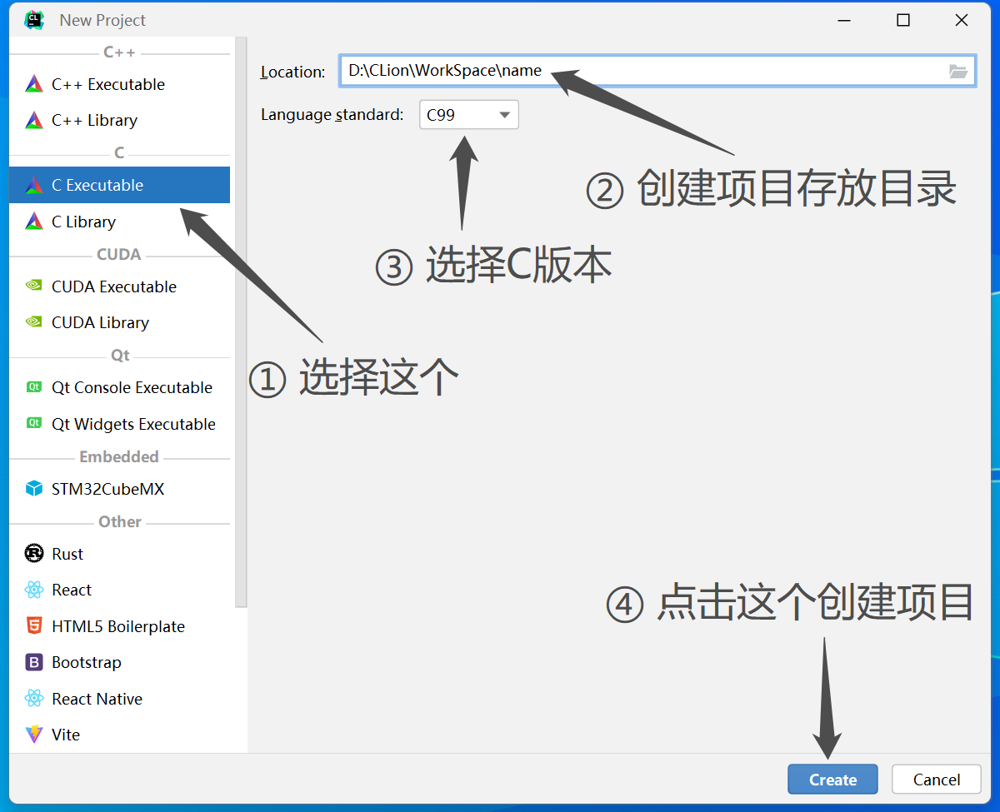 New Project
C++
C++ Executable
C++ Library
C
C Executable
C Library
CUDA
CUDA Executable
CUDA Library
Qt
Qt Console Executable
Qt Widgets Executable
Embedded
STM32CubeMX
Other
Rust
React
HTML5 Boilerplate
Bootstrap
React Native
Vite
Location: D:\CLion\WorkSpace\name
Language standard: C99
② 创建项目存放目录
③ 选择C版本
① 选择这个
④ 点击这个创建项目
Create
Cancel